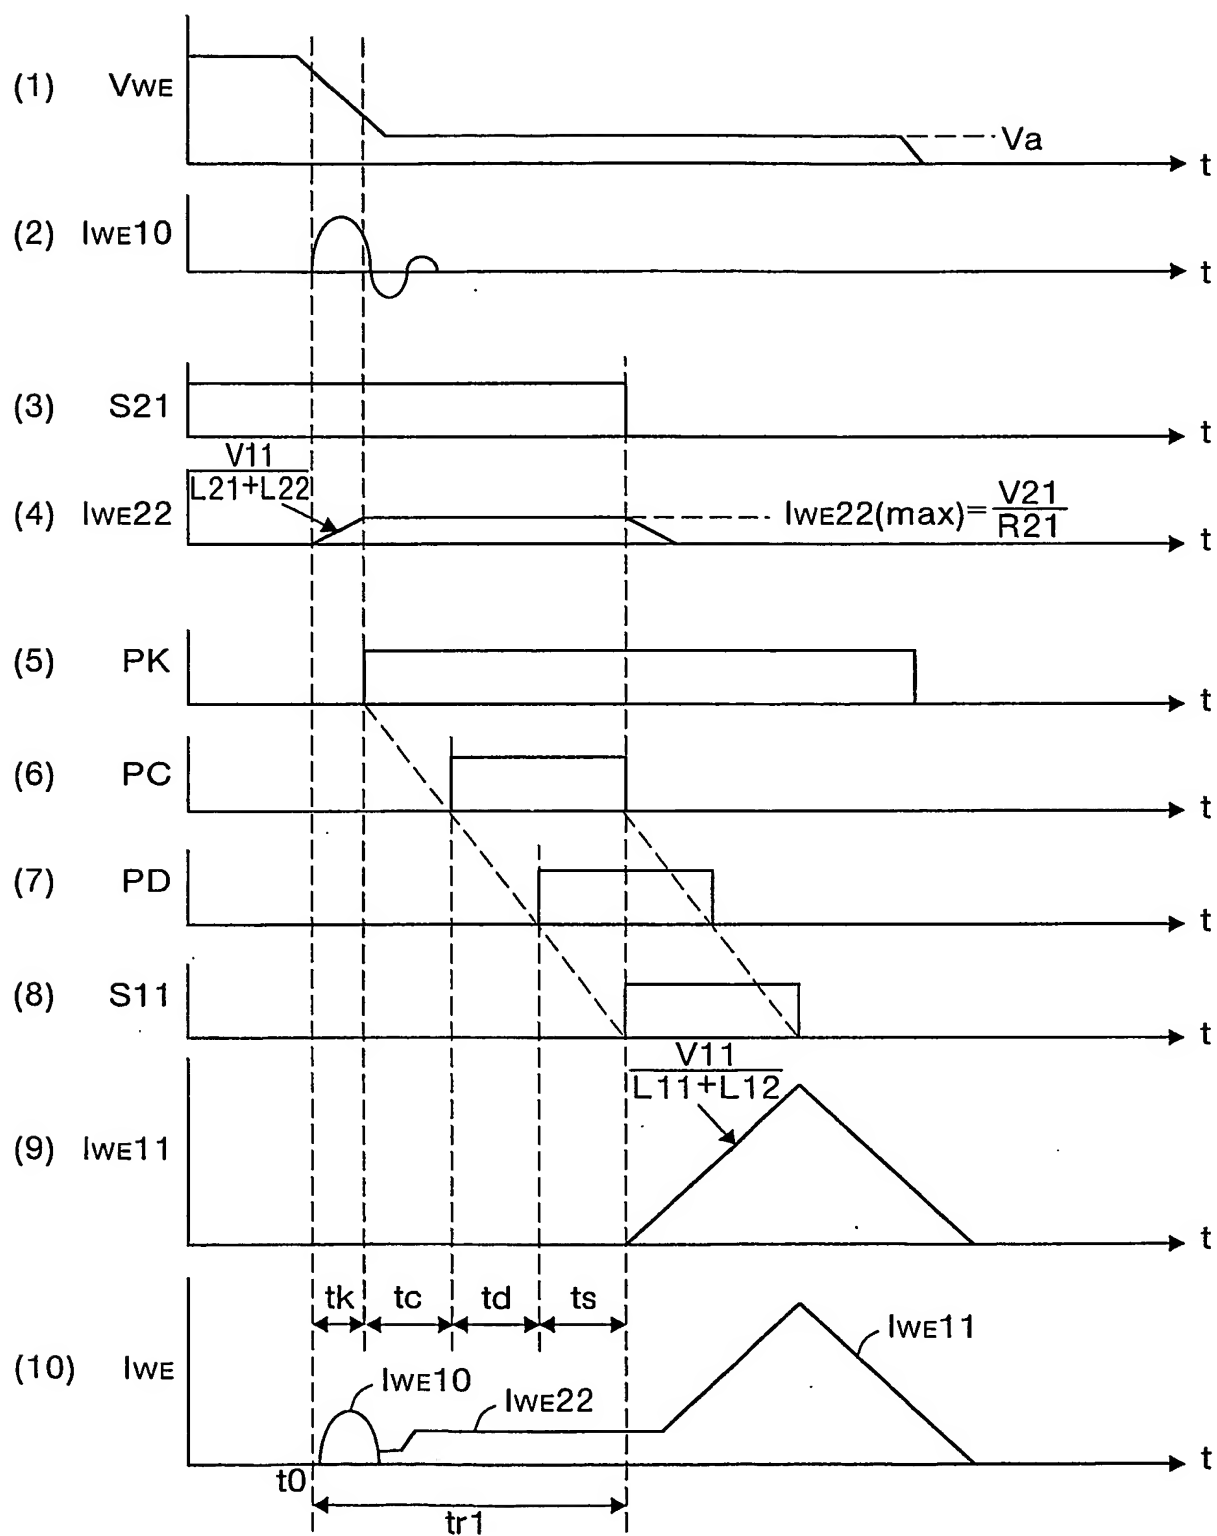 (1) VWE
Va
t
(2) IWE10
t
(3) S21
t
V11
L21+L22
(4) IWE22
IWE22(max)=V21
R21
t
(5) PK
t
(6) PC
t
(7) PD
t
(8) S11
t
V11
L11+L12
(9) IWE11
t
tk tc td ts
IWE11
(10) IWE
IWE10
IWE22
t
t0
tr1